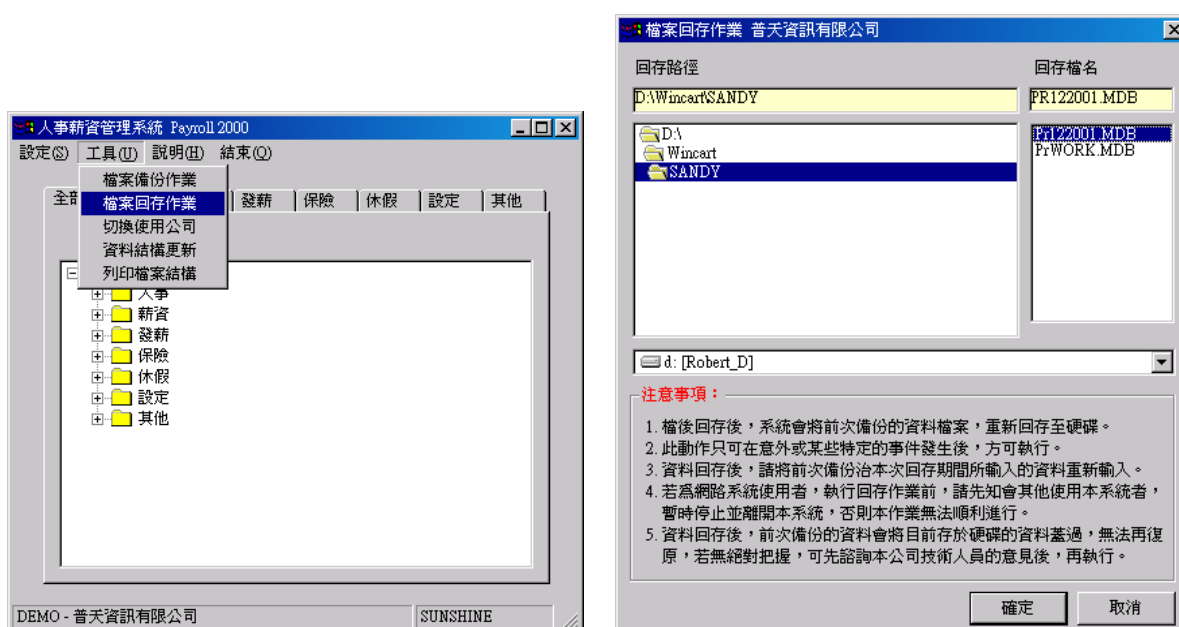 人事薪資管理系統 Payroll 2000
設定(S) 工具(U) 說明(H) 結束(Q)
檔案備份作業
檔案回存作業
切換使用公司
資料結構更新
列印檔案結構
全部 發薪 保險 休假 設定 其他
人事
薪資
發薪
保險
休假
設定
其他
DEMO - 普天資訊有限公司 SUNSHINE
檔案回存作業 普天資訊有限公司
回存路徑 回存檔名
D:\Wincart\SANDY PR122001.MDB
D:\ Pr122001.MDB
Wincart PrWORK.MDB
SANDY
d: [Robert_D]
注意事項：
1. 檔後回存後，系統會將前次備份的資料檔案，重新回存至硬碟。
2. 此動作只可在意外或某些特定的事件發生後，方可執行。
3. 資料回存後，請將前次備份治本次回存期間所輸入的資料重新輸入。
4. 若為網路系統使用者，執行回存作業前，請先知會其他使用本系統者，
暫時停止並離開本系統，否則本作業無法順利進行。
5. 資料回存後，前次備份的資料會將目前存於硬碟的資料蓋過，無法再復
原，若無絕對把握，可先諮詢本公司技術人員的意見後，再執行。
確定 取消